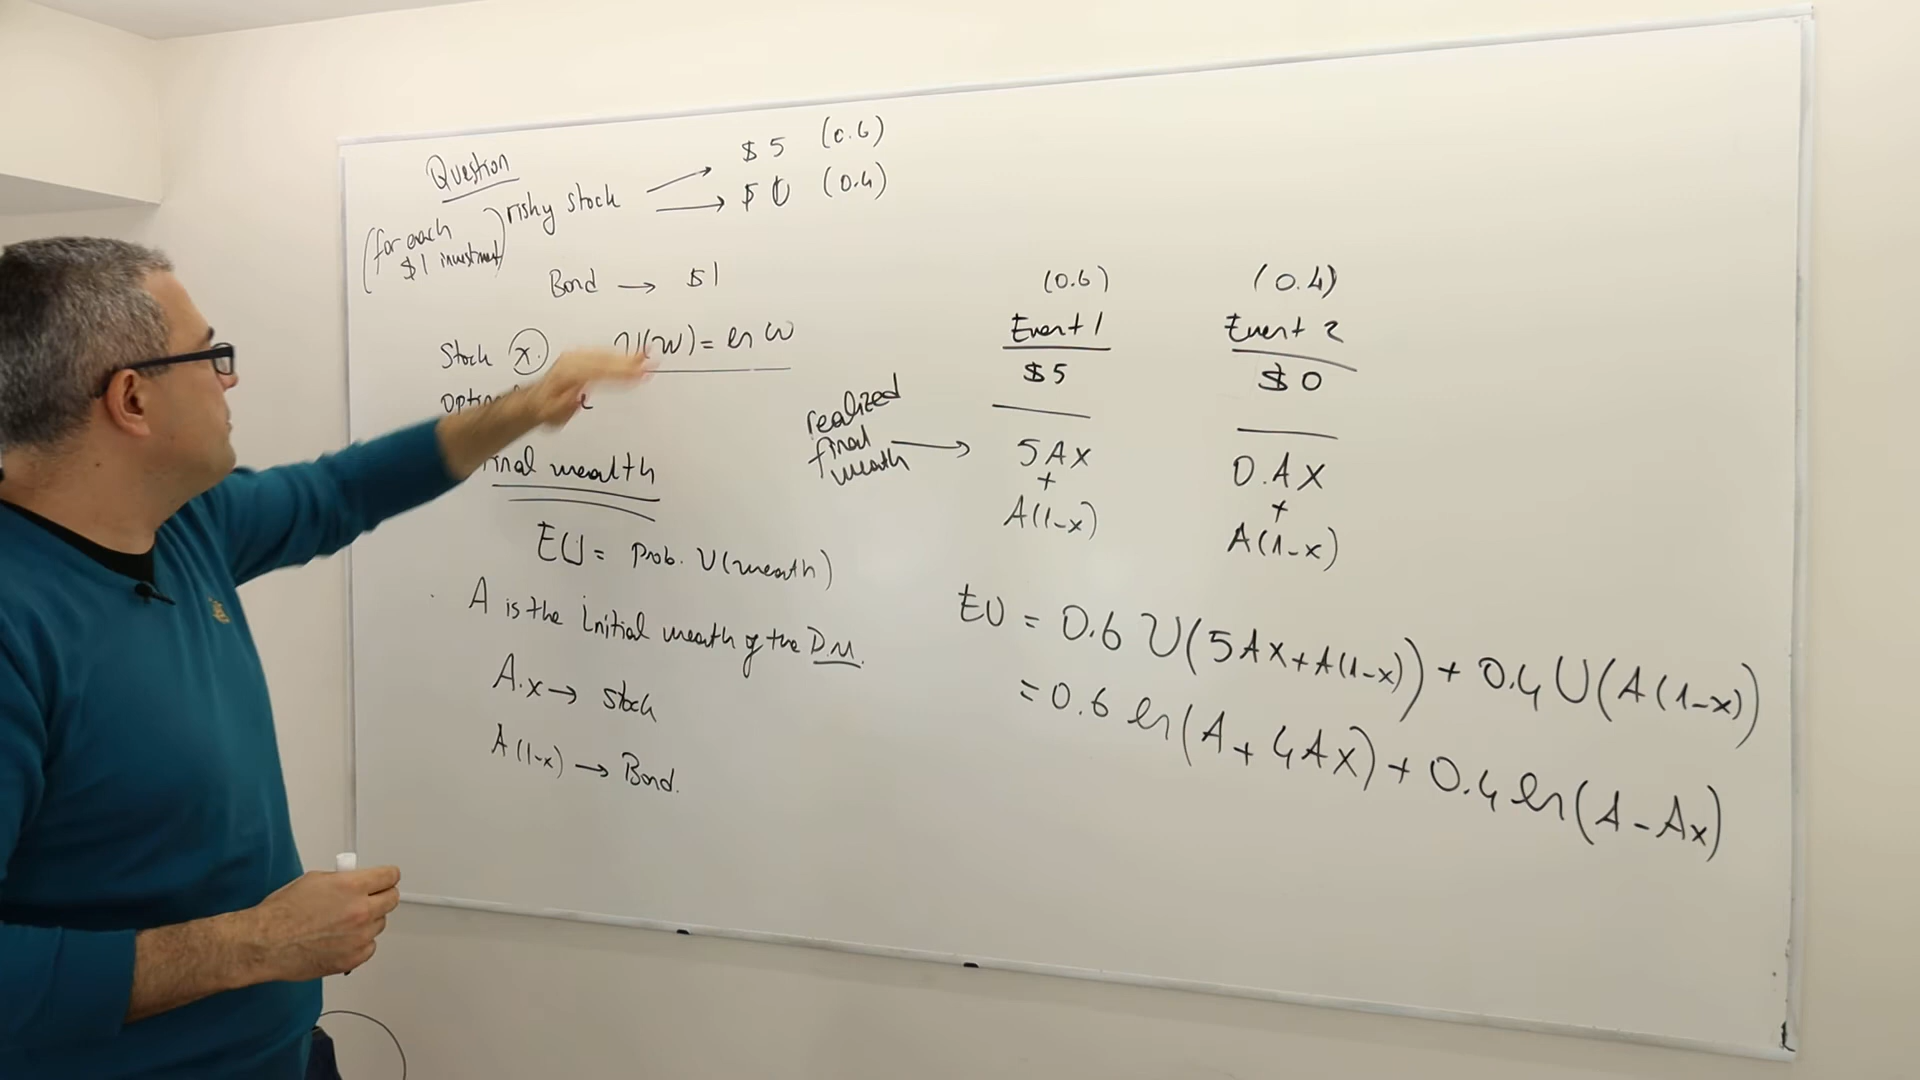 Question
(for each $1 investment) risky stock → $5 (0.6)
→ $0 (0.4)
Bond → $1
Stock x. U(W) = ln W
final wealth
EU = Prob. U(wealth)
A is the initial wealth of the D.M.
A.x → stock
A(1-x) → Bond.
(0.6) (0.4)
Event 1 Event 2
$5 $0
realized final wealth → 5AX + A(1-x)
0.AX + A(1-x)
EU = 0.6 U(5AX+A(1-x)) + 0.4 U(A(1-x))
= 0.6 ln(A + 4AX) + 0.4 ln(A - Ax)